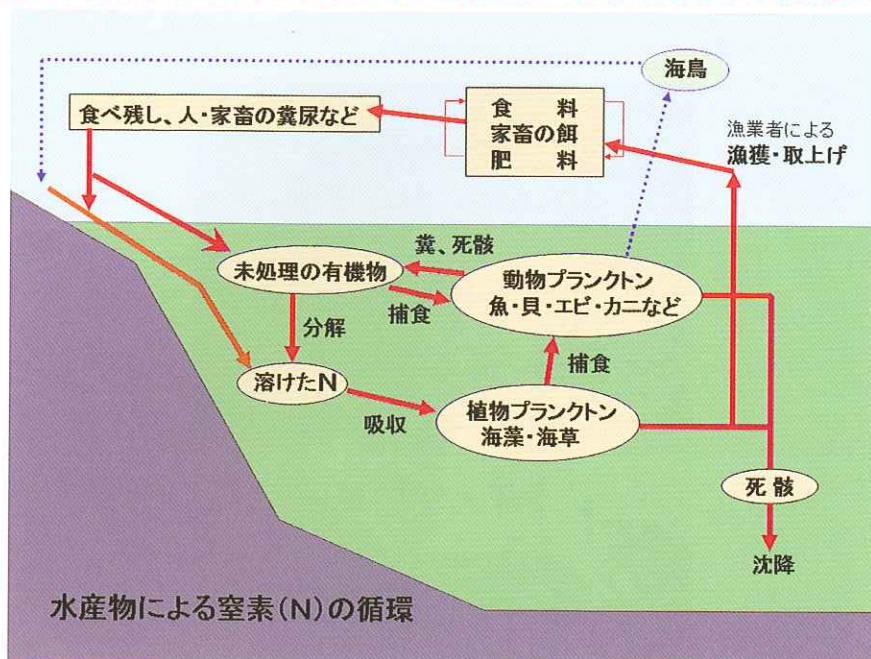 海鳥
食べ残し、人・家畜の糞尿など
食　料
家畜の餌
肥　料
漁業者による
漁獲・取上げ
糞、死骸
未処理の有機物
動物プランクトン
魚・貝・エビ・カニなど
捕食
分解
捕食
溶けたN
吸収
植物プランクトン
海藻・海草
死骸
沈降
水産物による窒素(N)の循環